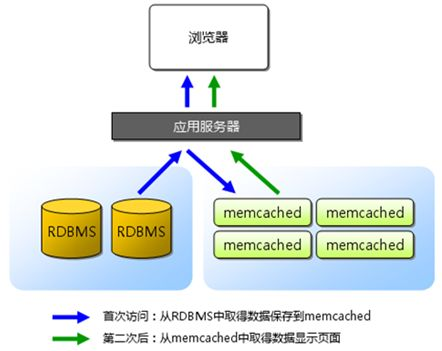 浏览器
应用服务器
RDBMS RDBMS
memcached memcached
memcached memcached
首次访问：从RDBMS中取得数据保存到memcached
第二次后：从memcached中取得数据显示页面